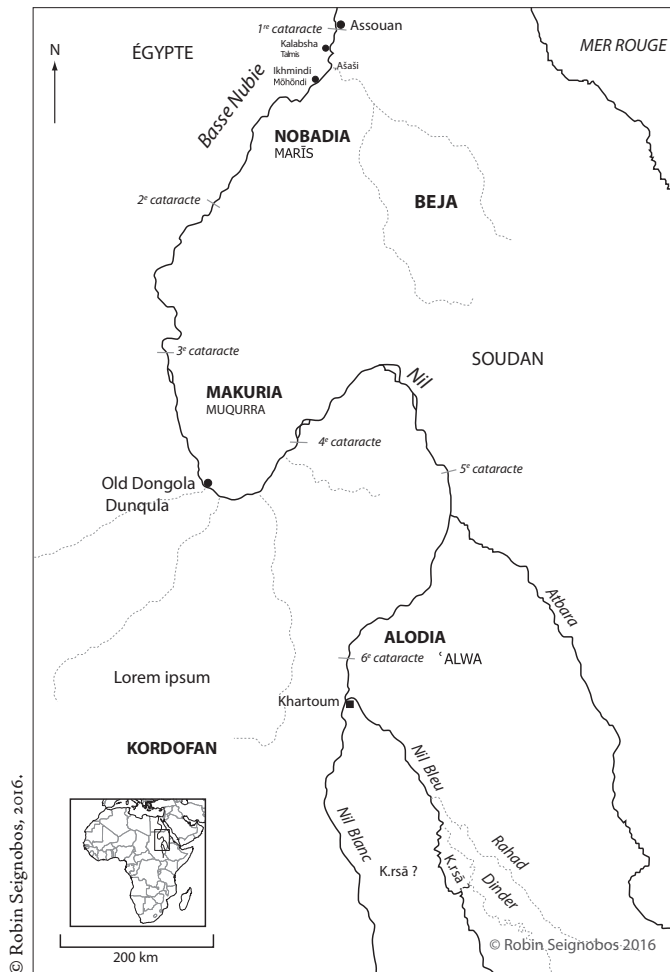 1re cataracte
Assouan
N
ÉGYPTE
Kalabsha
Talmis
MER ROUGE
Ašaši
Ikhmindi
Mōhōndi
Basse Nubie
NOBADIA
MARĪS
2e cataracte
BEJA
3e cataracte
SOUDAN
Nil
MAKURIA
MUQURRA
4e cataracte
5e cataracte
Old Dongola
Dunqula
Atbara
ALODIA
6e cataracte
ʿALWA
Lorem ipsum
Khartoum
KORDOFAN
Nil Bleu
Nil Blanc
Rahad
K.rsā ?
K.rsā ?
Dinder
© Robin Seignobos 2016
200 km
© Robin Seignobos, 2016.